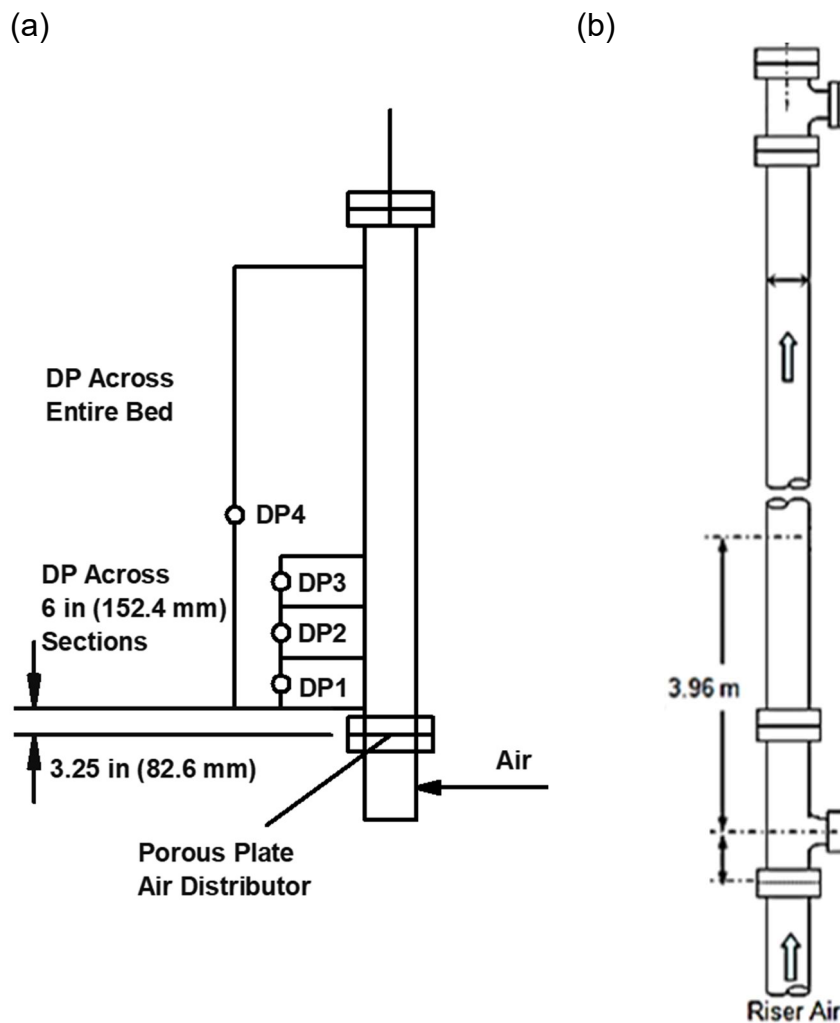 (a)
(b)
DP Across
Entire Bed
DP4
DP Across
6 in (152.4 mm)
Sections
DP3
DP2
DP1
3.96 m
3.25 in (82.6 mm)
Air
Porous Plate
Air Distributor
Riser Air